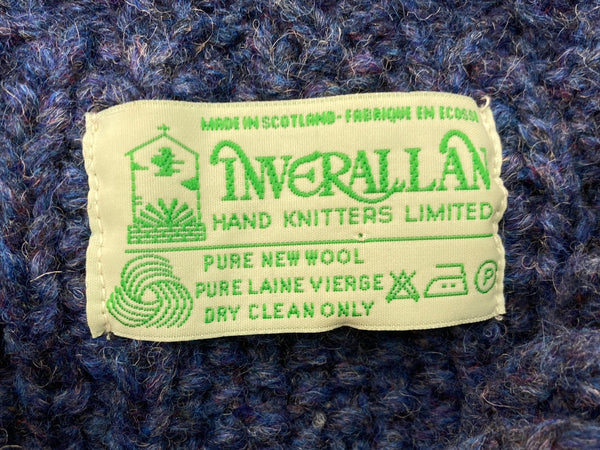 MADE IN SCOTLAND - FABRIQUE EN ECOSSE
INVERALLAN
HAND KNITTERS LIMITED
PURE NEW WOOL
PURE LAINE VIERGE
DRY CLEAN ONLY
P